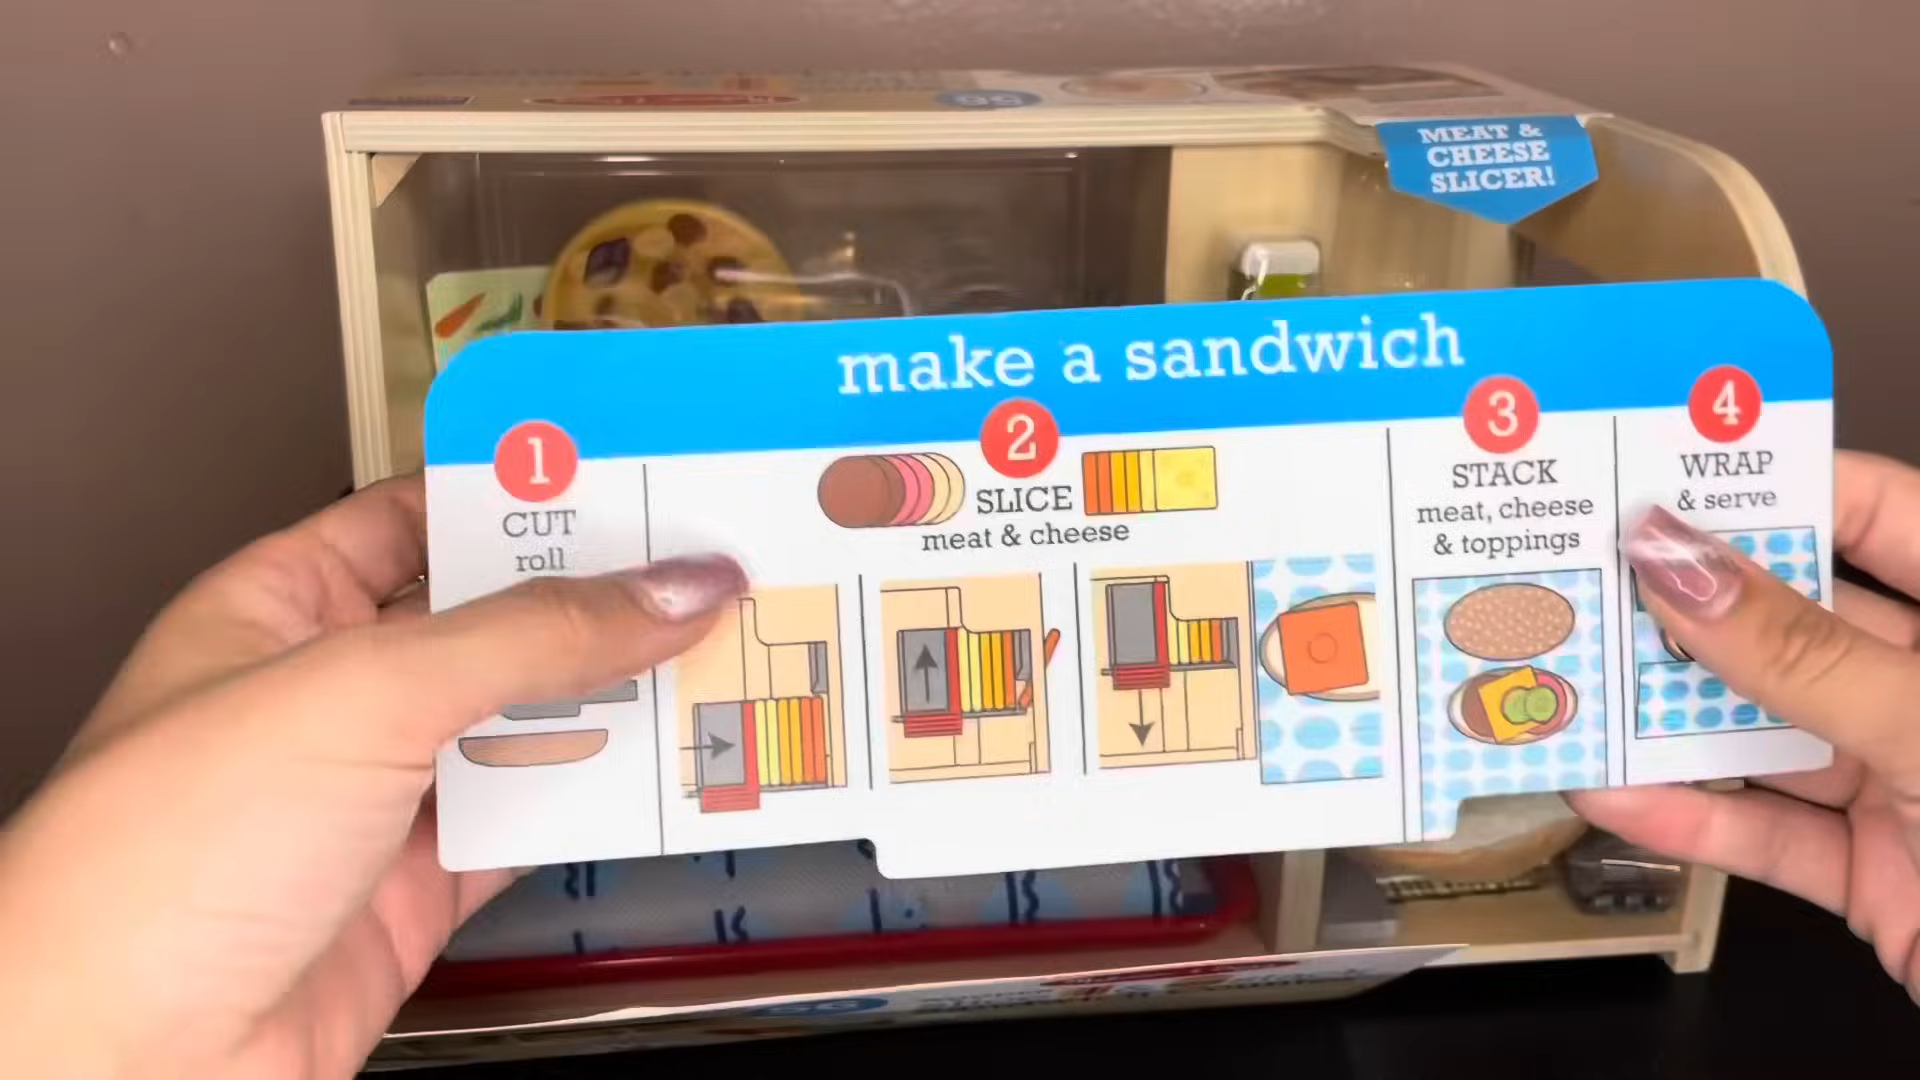 MEAT &
CHEESE
SLICER!
make a sandwich
1
CUT
roll
2
SLICE
meat & cheese
3
STACK
meat, cheese
& toppings
4
WRAP
& serve